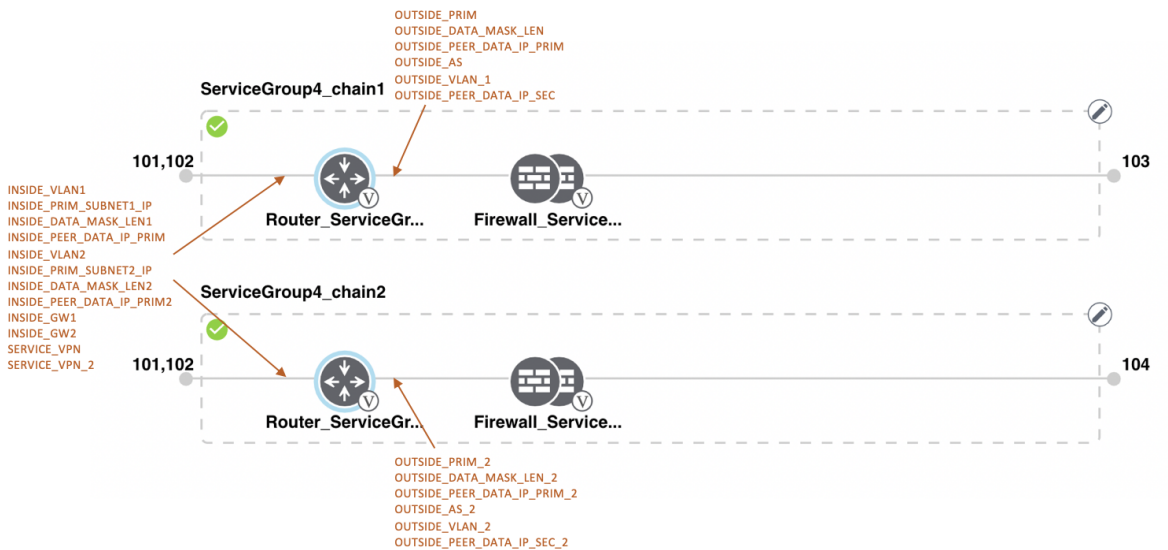 OUTSIDE_PRIM
OUTSIDE_DATA_MASK_LEN
OUTSIDE_PEER_DATA_IP_PRIM
OUTSIDE_AS
OUTSIDE_VLAN_1
OUTSIDE_PEER_DATA_IP_SEC
ServiceGroup4_chain1
101,102
103
V
V
Router_ServiceGr...
Firewall_Service...
INSIDE_VLAN1
INSIDE_PRIM_SUBNET1_IP
INSIDE_DATA_MASK_LEN1
INSIDE_PEER_DATA_IP_PRIM
INSIDE_VLAN2
INSIDE_PRIM_SUBNET2_IP
INSIDE_DATA_MASK_LEN2
INSIDE_PEER_DATA_IP_PRIM2
INSIDE_GW1
INSIDE_GW2
SERVICE_VPN
SERVICE_VPN_2
ServiceGroup4_chain2
101,102
104
V
V
Router_ServiceGr...
Firewall_Service...
OUTSIDE_PRIM_2
OUTSIDE_DATA_MASK_LEN_2
OUTSIDE_PEER_DATA_IP_PRIM_2
OUTSIDE_AS_2
OUTSIDE_VLAN_2
OUTSIDE_PEER_DATA_IP_SEC_2